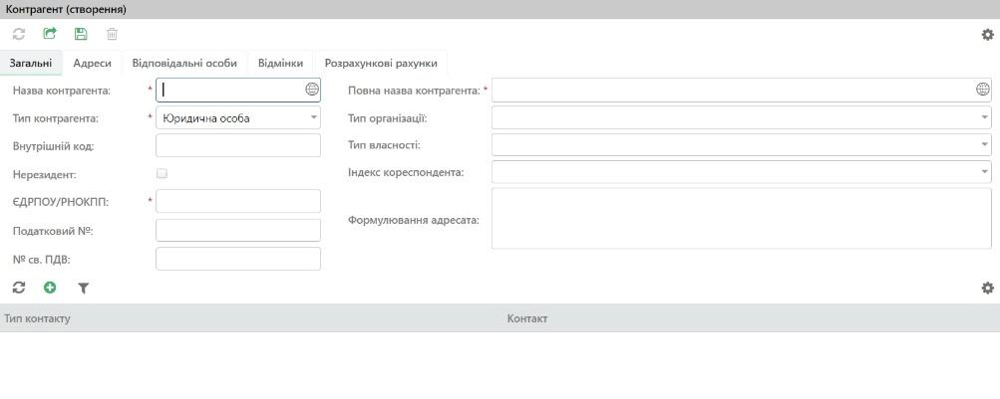 Контрагент (створення)
Загальні Адреси Відповідальні особи Відмінки Розрахункові рахунки
Назва контрагента: * Повна назва контрагента: *
Тип контрагента: * Юридична особа Тип організації:
Внутрішній код: Тип власності:
Нерезидент: Індекс кореспондента:
ЄДРПОУ/РНОКПП: *
Податковий №: Формулювання адресата:
№ св. ПДВ:
Тип контакту Контакт